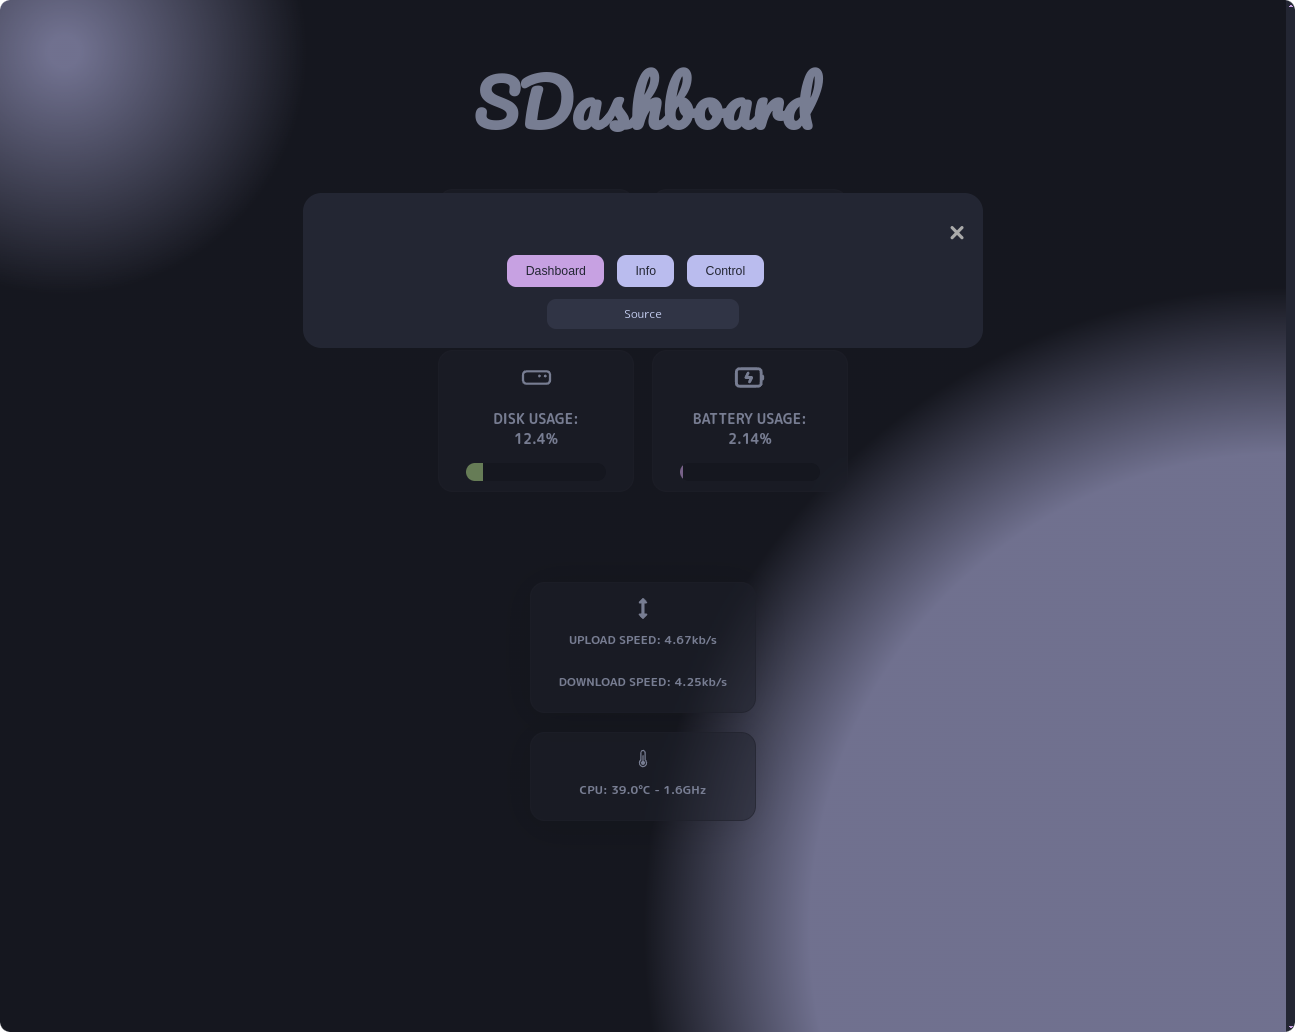 SDashboard
Dashboard Info Control
Source
DISK USAGE:
12.4%
BATTERY USAGE:
2.14%
UPLOAD SPEED: 4.67kb/s
DOWNLOAD SPEED: 4.25kb/s
CPU: 39.0°C - 1.6GHz